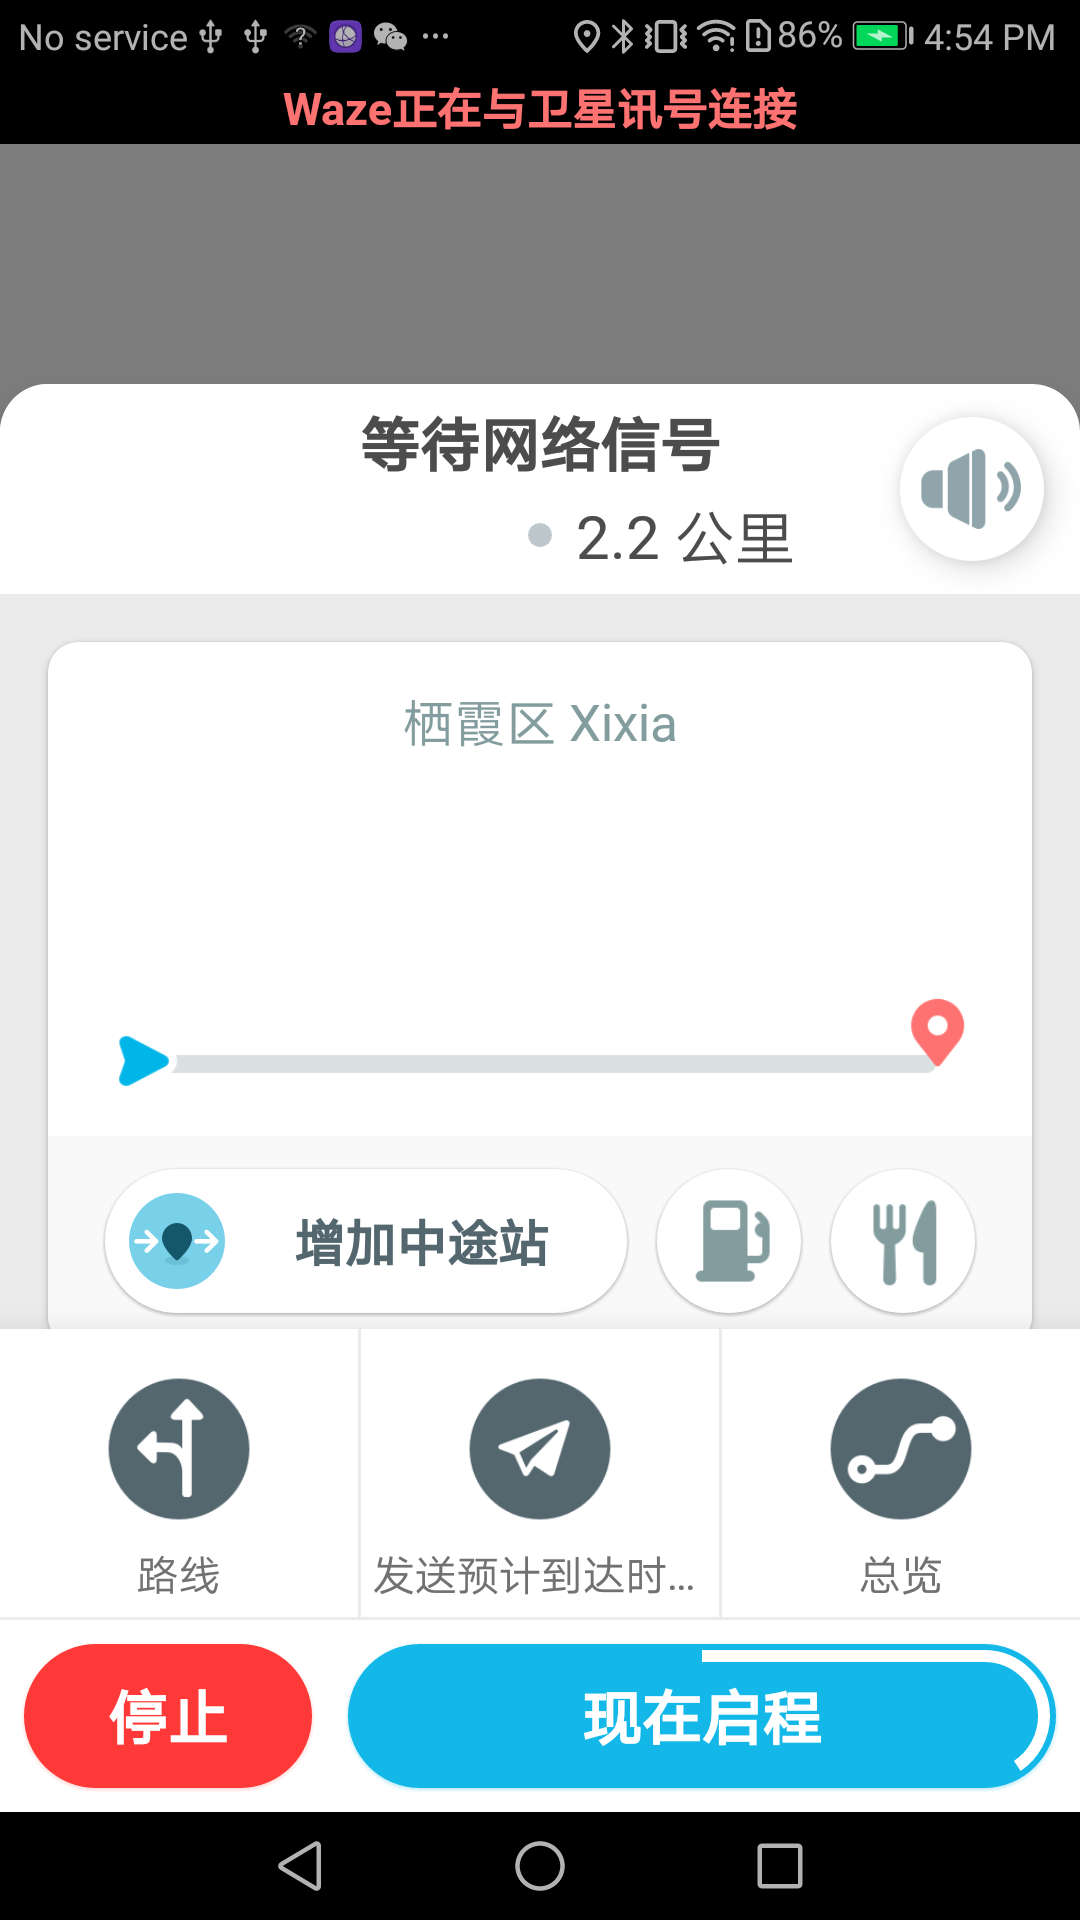 No service 86% 4:54 PM
Waze正在与卫星讯号连接
等待网络信号
2.2 公里
栖霞区 Xixia
增加中途站
路线
发送预计到达时...
总览
停止
现在启程